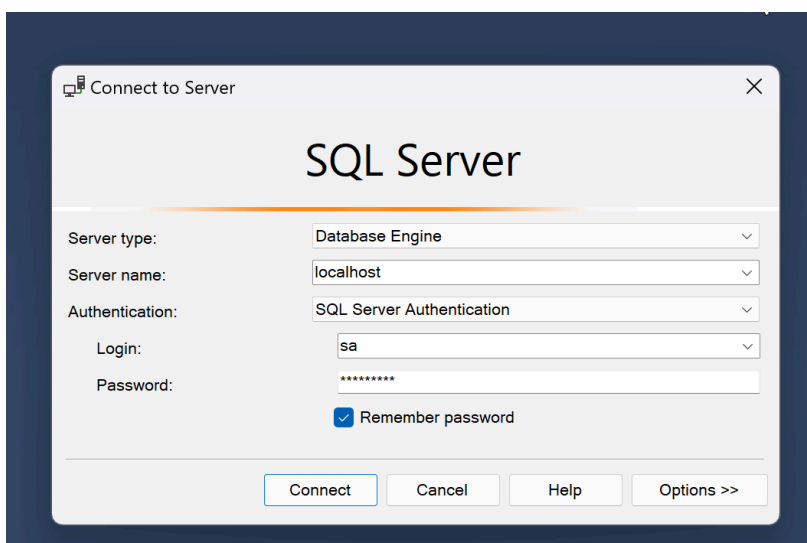 Connect to Server
SQL Server
Server type: Database Engine
Server name: localhost
Authentication: SQL Server Authentication
Login: sa
Password: *********
Remember password
Connect Cancel Help Options >>